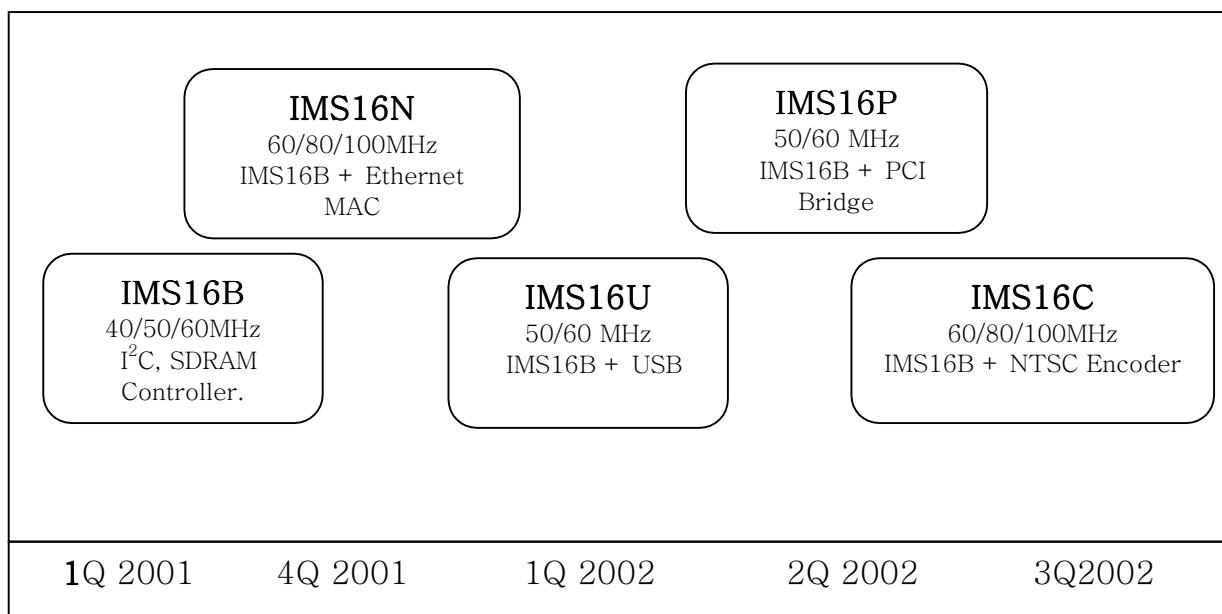 IMS16N
60/80/100MHz
IMS16B + Ethernet
MAC
IMS16P
50/60 MHz
IMS16B + PCI
Bridge
IMS16B
40/50/60MHz
I²C, SDRAM
Controller.
IMS16U
50/60 MHz
IMS16B + USB
IMS16C
60/80/100MHz
IMS16B + NTSC Encoder
1Q 2001 4Q 2001 1Q 2002 2Q 2002 3Q2002